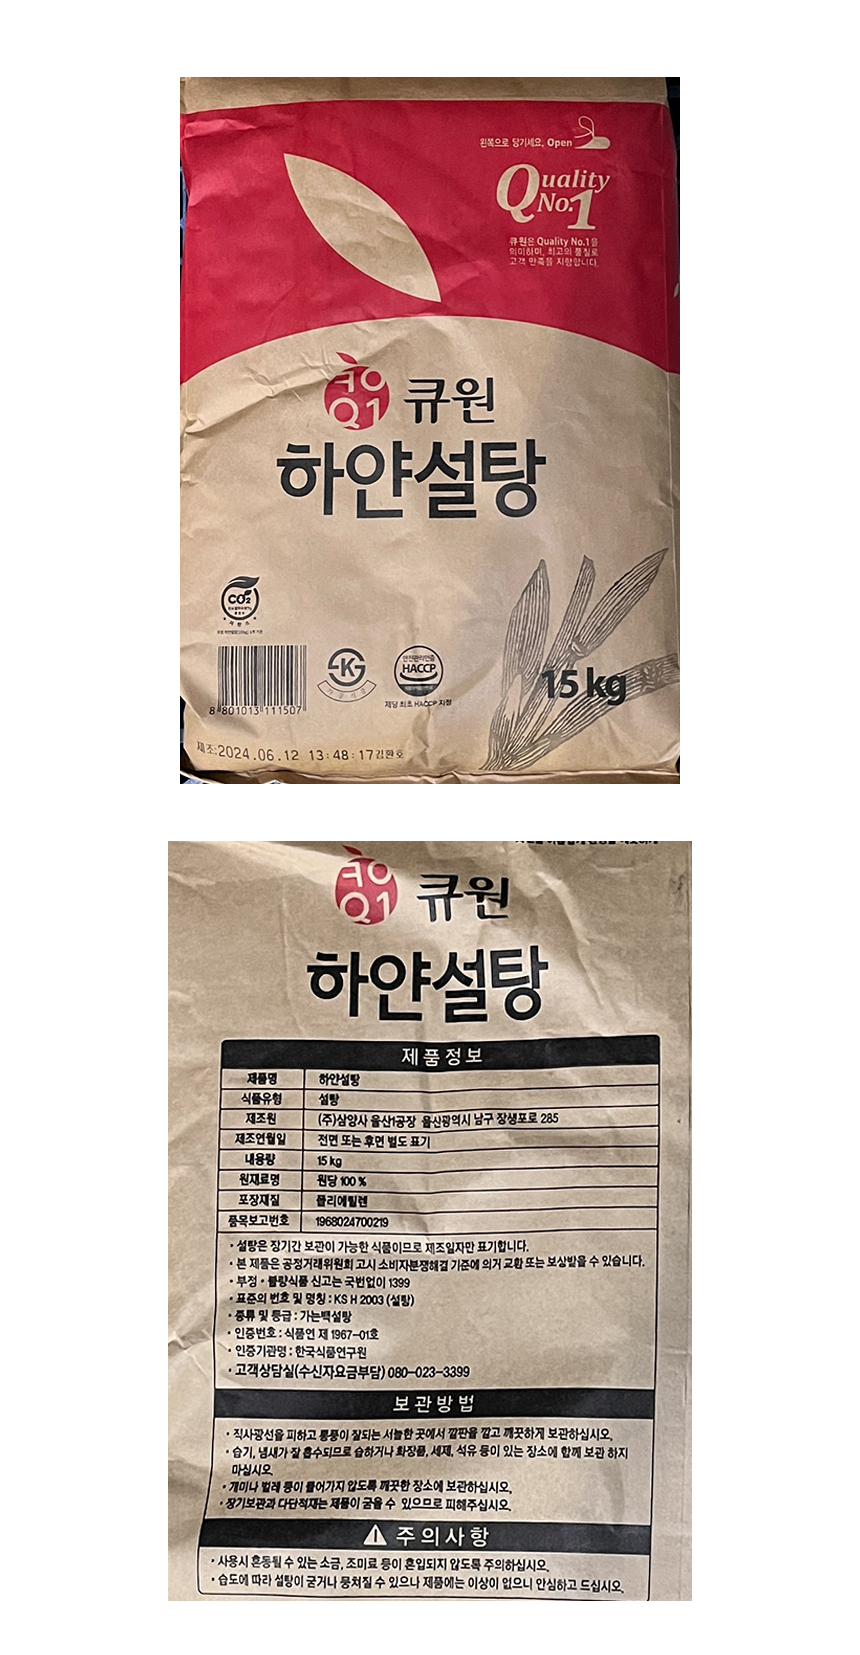 왼쪽으로 당기세요. Open
Quality
No.1
큐원은 Quality No.1을
의미하며, 최고의 품질로
고객 만족을 지향합니다.
큐원
Q1
큐원
하얀설탕
CO2
저탄소
KS
가공식품
안전관리인증
HACCP
제당 최초 HACCP 지정
15 kg
8 801013 111507
제조:2024.06.12 13:48:17김환호
큐원
Q1
큐원
하얀설탕
제품정보
제품명 하얀설탕
식품유형 설탕
제조원 (주)삼양사 울산1공장 울산광역시 남구 장생포로 285
제조연월일 전면 또는 후면 별도 표기
내용량 15 kg
원재료명 원당 100 %
포장재질 폴리에틸렌
품목보고번호 1968024700219
· 설탕은 장기간 보관이 가능한 식품이므로 제조일자만 표기합니다.
· 본 제품은 공정거래위원회 고시 소비자분쟁해결 기준에 의거 교환 또는 보상받을 수 있습니다.
· 부정 · 불량식품 신고는 국번없이 1399
· 표준의 번호 및 명칭 : KS H 2003 (설탕)
· 종류 및 등급 : 가는백설탕
· 인증번호 : 식품연 제 1967-01호
· 인증기관명 : 한국식품연구원
· 고객상담실(수신자요금부담) 080-023-3399
보관방법
· 직사광선을 피하고 통풍이 잘되는 서늘한 곳에서 깔판을 깔고 깨끗하게 보관하십시오.
· 습기, 냄새가 잘 흡수되므로 습하거나 화장품, 세제, 석유 등이 있는 장소에 함께 보관 하지
마십시오.
· 개미나 벌레 등이 들어가지 않도록 깨끗한 장소에 보관하십시오.
· 장기보관과 다단적재는 제품이 굳을 수 있으므로 피해주십시오.
주의사항
· 사용시 혼동될 수 있는 소금, 조미료 등이 혼입되지 않도록 주의하십시오.
· 습도에 따라 설탕이 굳거나 뭉쳐질 수 있으나 제품에는 이상이 없으니 안심하고 드십시오.